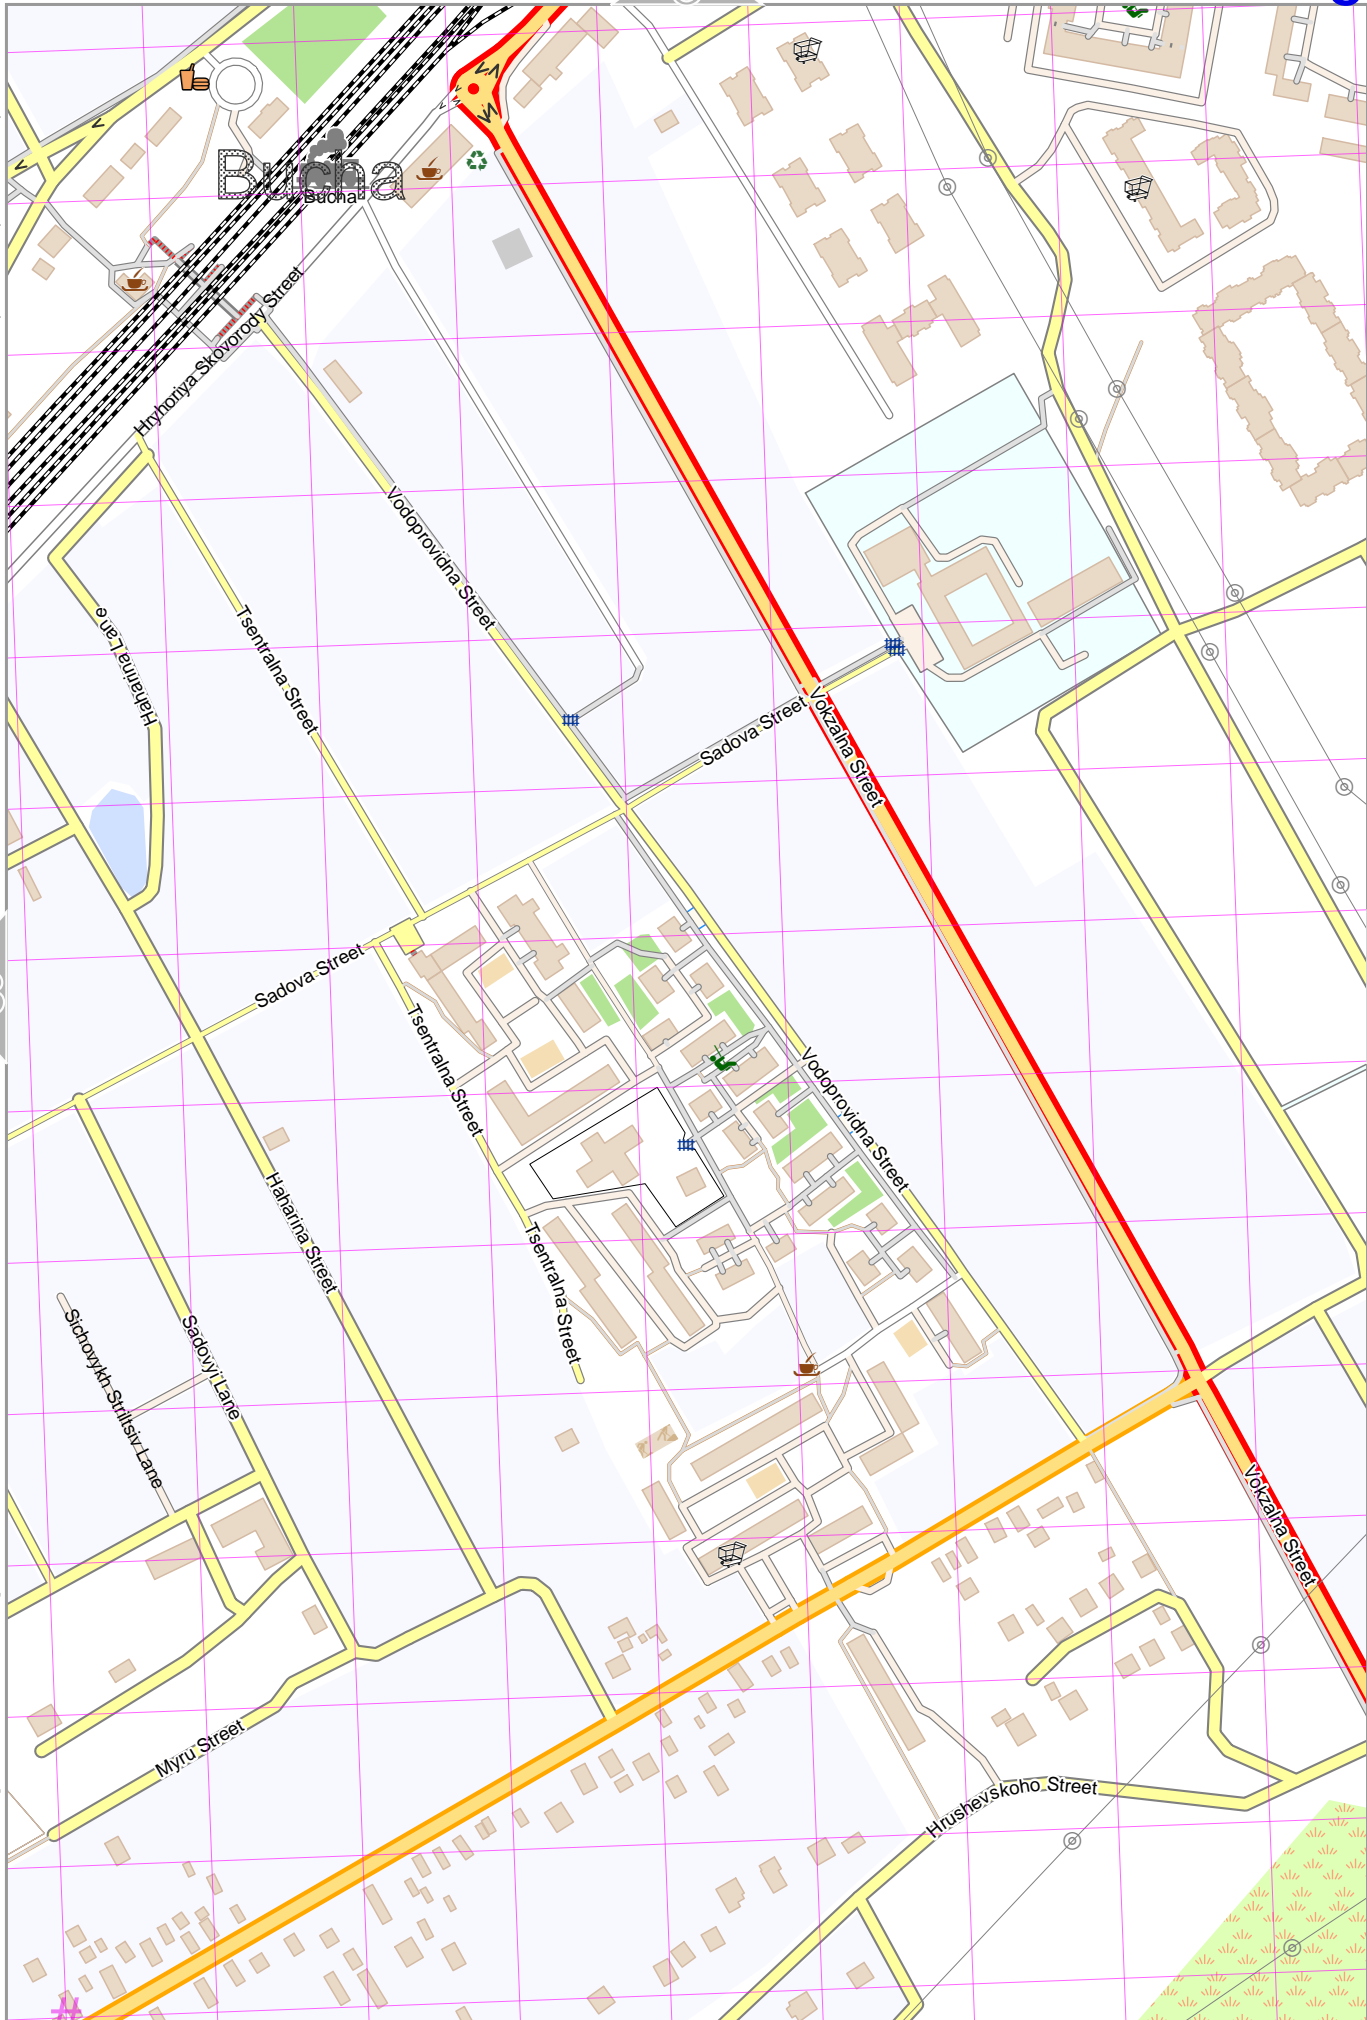 Bucha
Bucha
Hryhoriya Skovorody Street
Vodoprovidna Street
Hahanina Lane
Tsentralna Street
Sadova Street
Vokzalna Street
Sadova Street
Tsentralna Street
Vodoprovidna Street
Haharina Street
Tsentralna Street
Sichovykh Striltsiv Lane
Sadovyi Lane
Vokzalna Street
Myru Street
Hrushevskoho Street
#